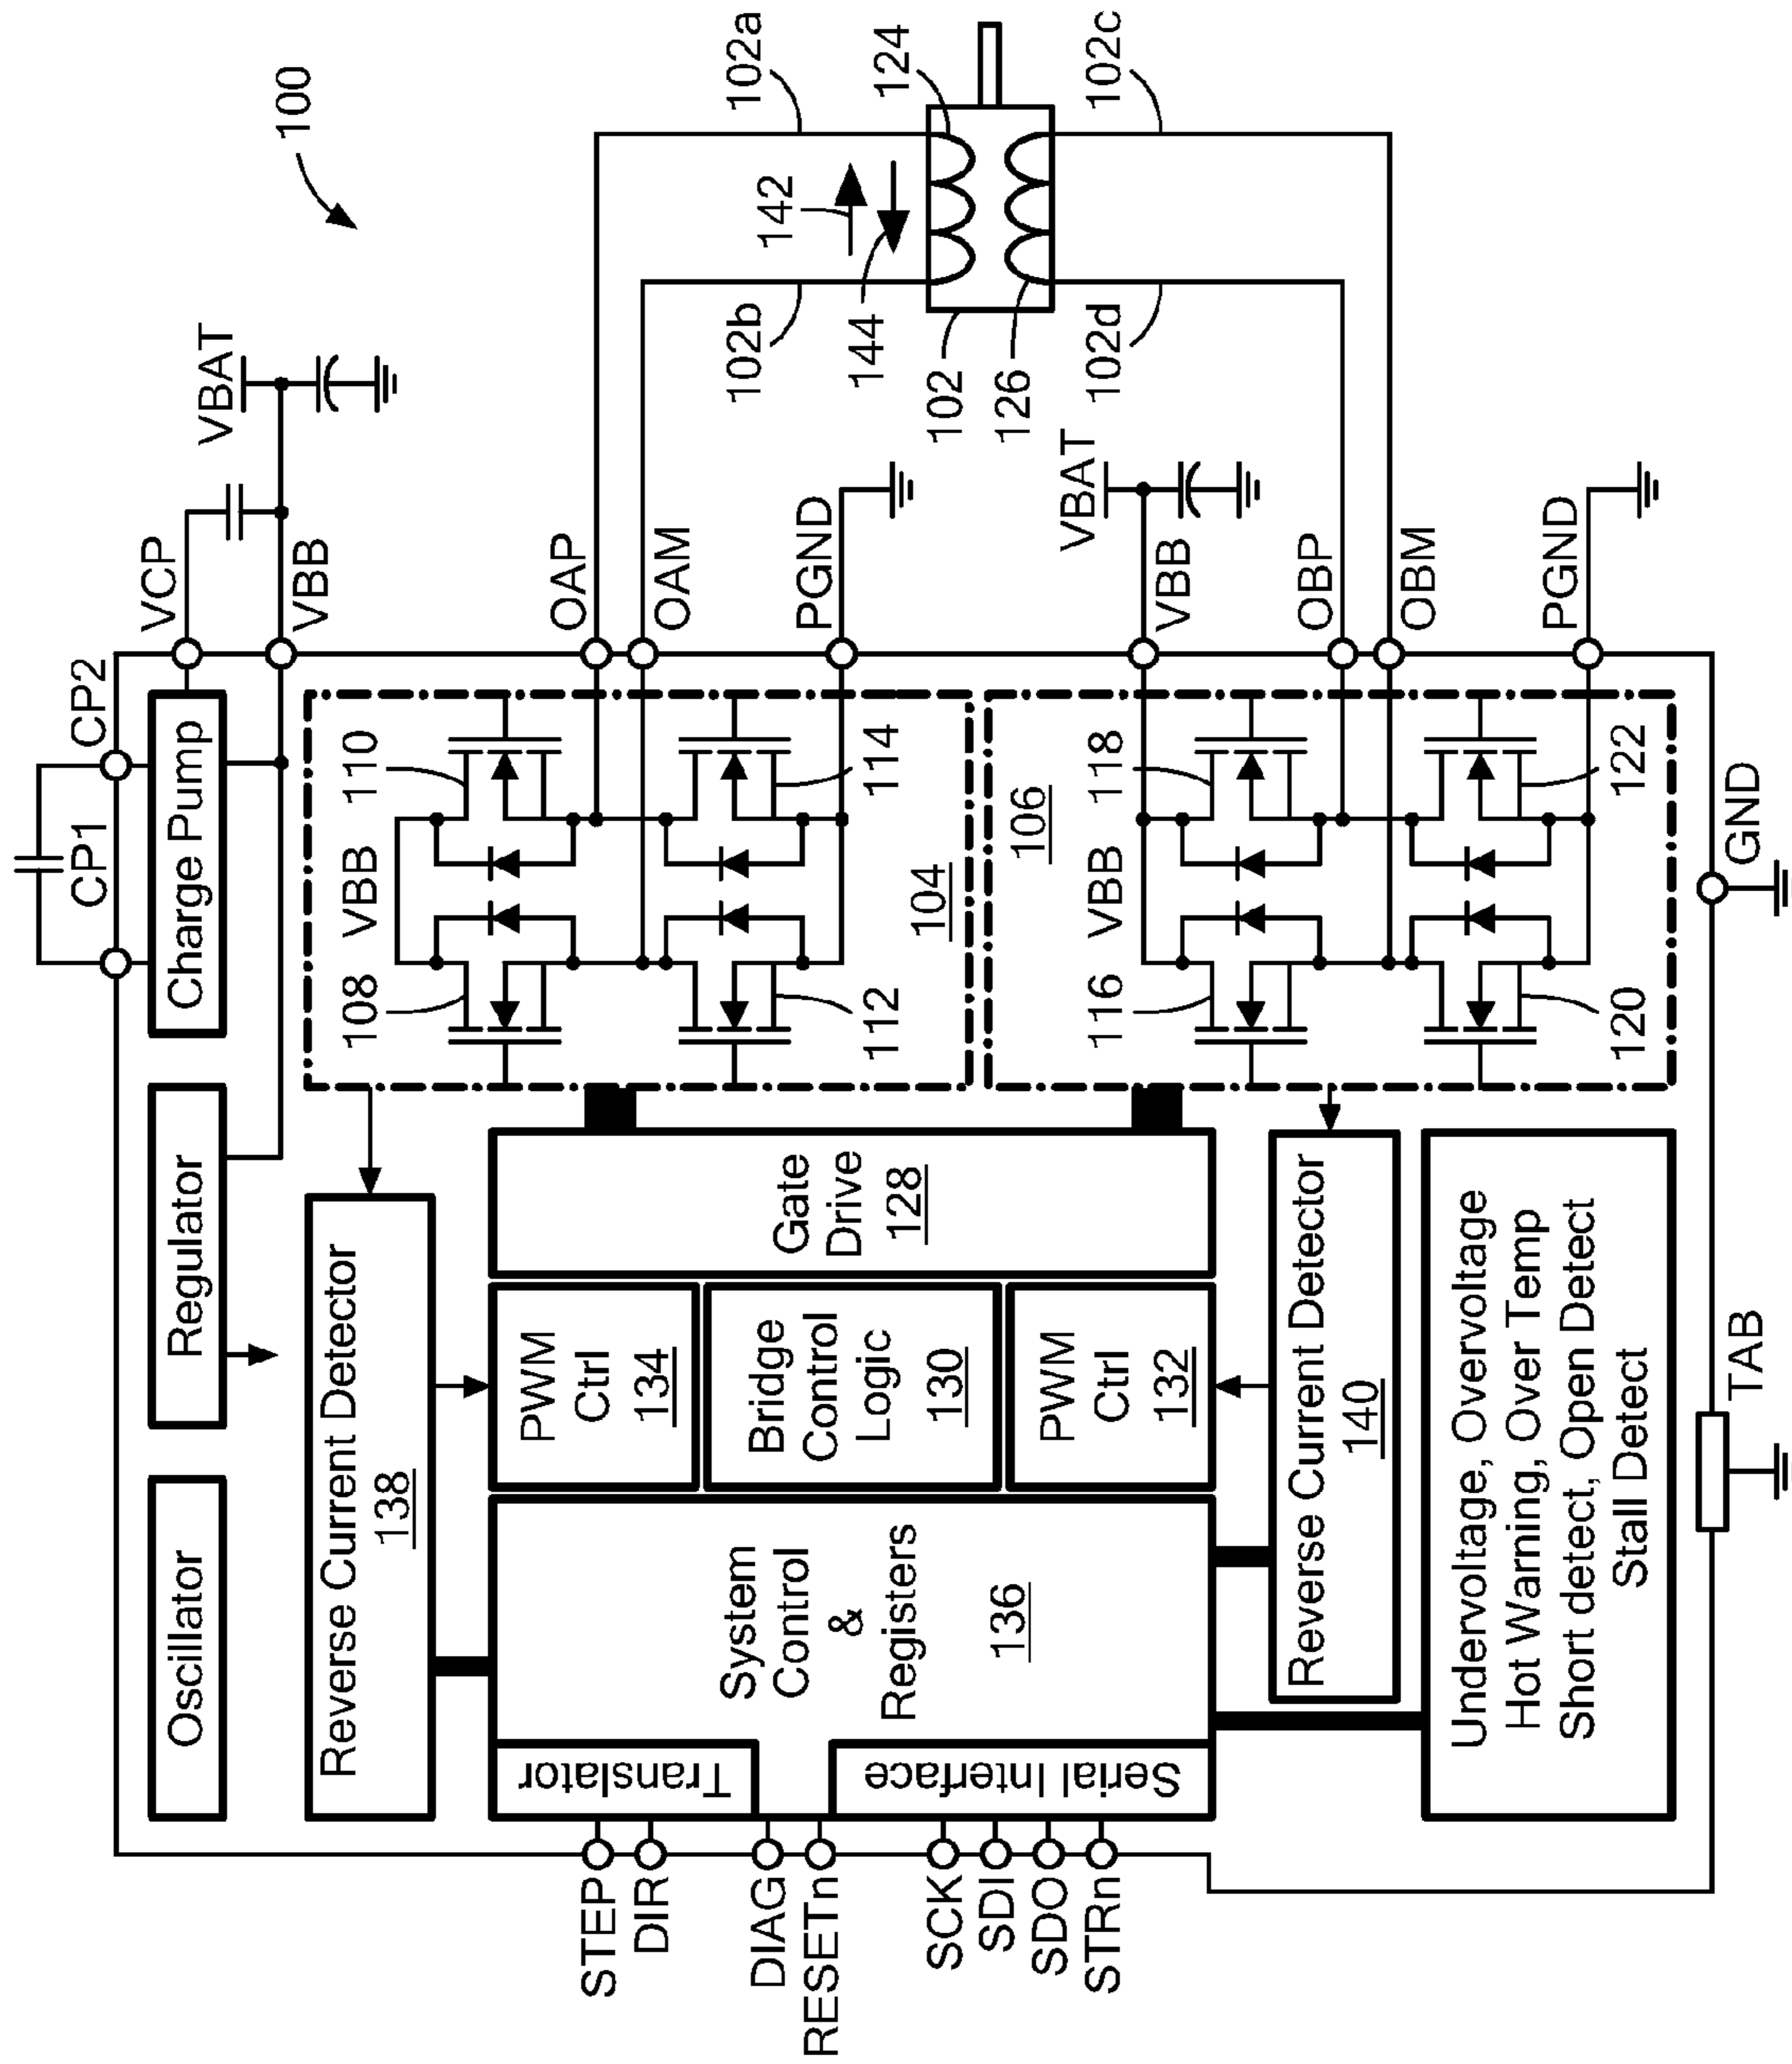 100
CP1
CP2
VCP
VBAT
VBB
Oscillator
Regulator
Charge Pump
Reverse Current Detector
138
108
VBB
110
OAP
OAM
112
114
104
PGND
102a
102b
142
144
124
102
126
102c
102d
STEP
DIR
DIAG
RESETn
SCK
SDI
SDO
STRn
Translator
Serial Interface
System
Control
&
Registers
136
PWM
Ctrl
134
Bridge
Control
Logic
130
PWM
Ctrl
132
Gate
Drive
128
106
VBAT
VBB
116
VBB
118
OBP
OBM
120
122
PGND
Reverse Current Detector
140
Undervoltage, Overvoltage
Hot Warning, Over Temp
Short detect, Open Detect
Stall Detect
TAB
GND